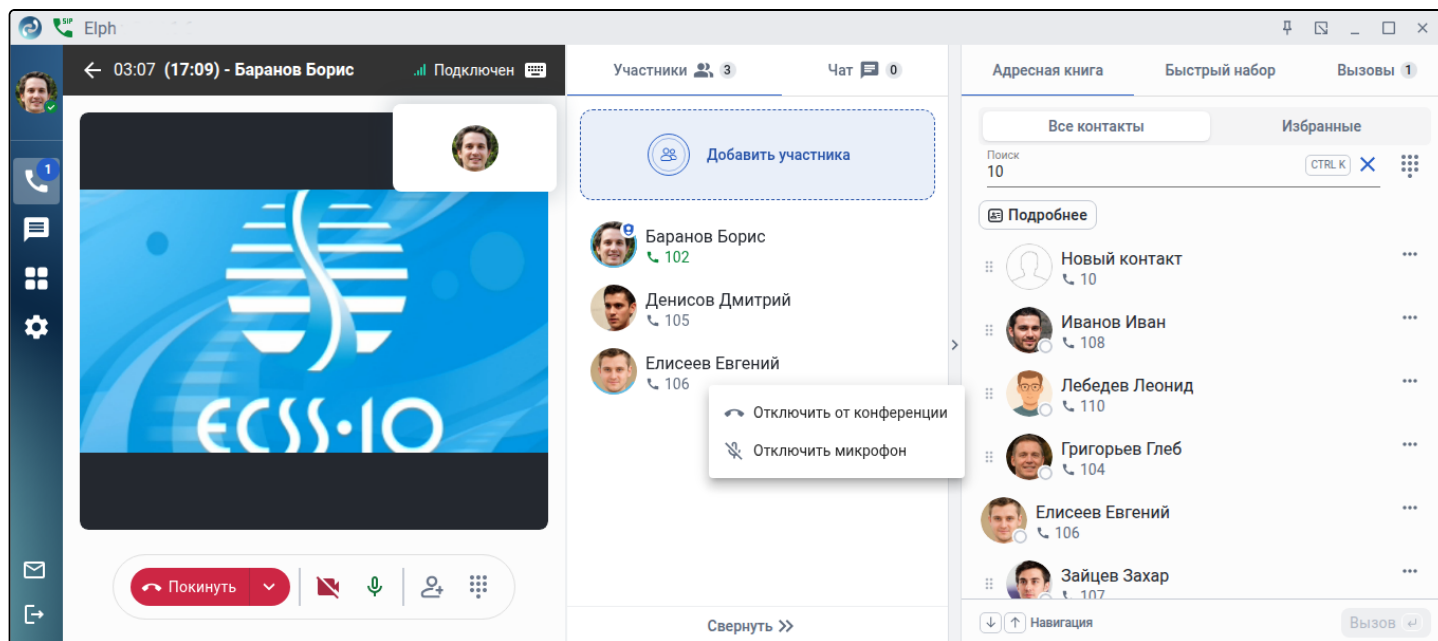 SIP
Elph
03:07 (17:09) - Баранов Борис
Подключен
ECSS·10
Покинуть
Участники 3
Чат 0
Добавить участника
Баранов Борис
102
Денисов Дмитрий
105
Елисеев Евгений
106
Отключить от конференции
Отключить микрофон
Свернуть
1
Адресная книга
Быстрый набор
Вызовы 1
Все контакты
Избранные
Поиск
10
CTRL K
Подробнее
Новый контакт
10
Иванов Иван
108
Лебедев Леонид
110
Григорьев Глеб
104
Елисеев Евгений
106
Зайцев Захар
107
Навигация
Вызов